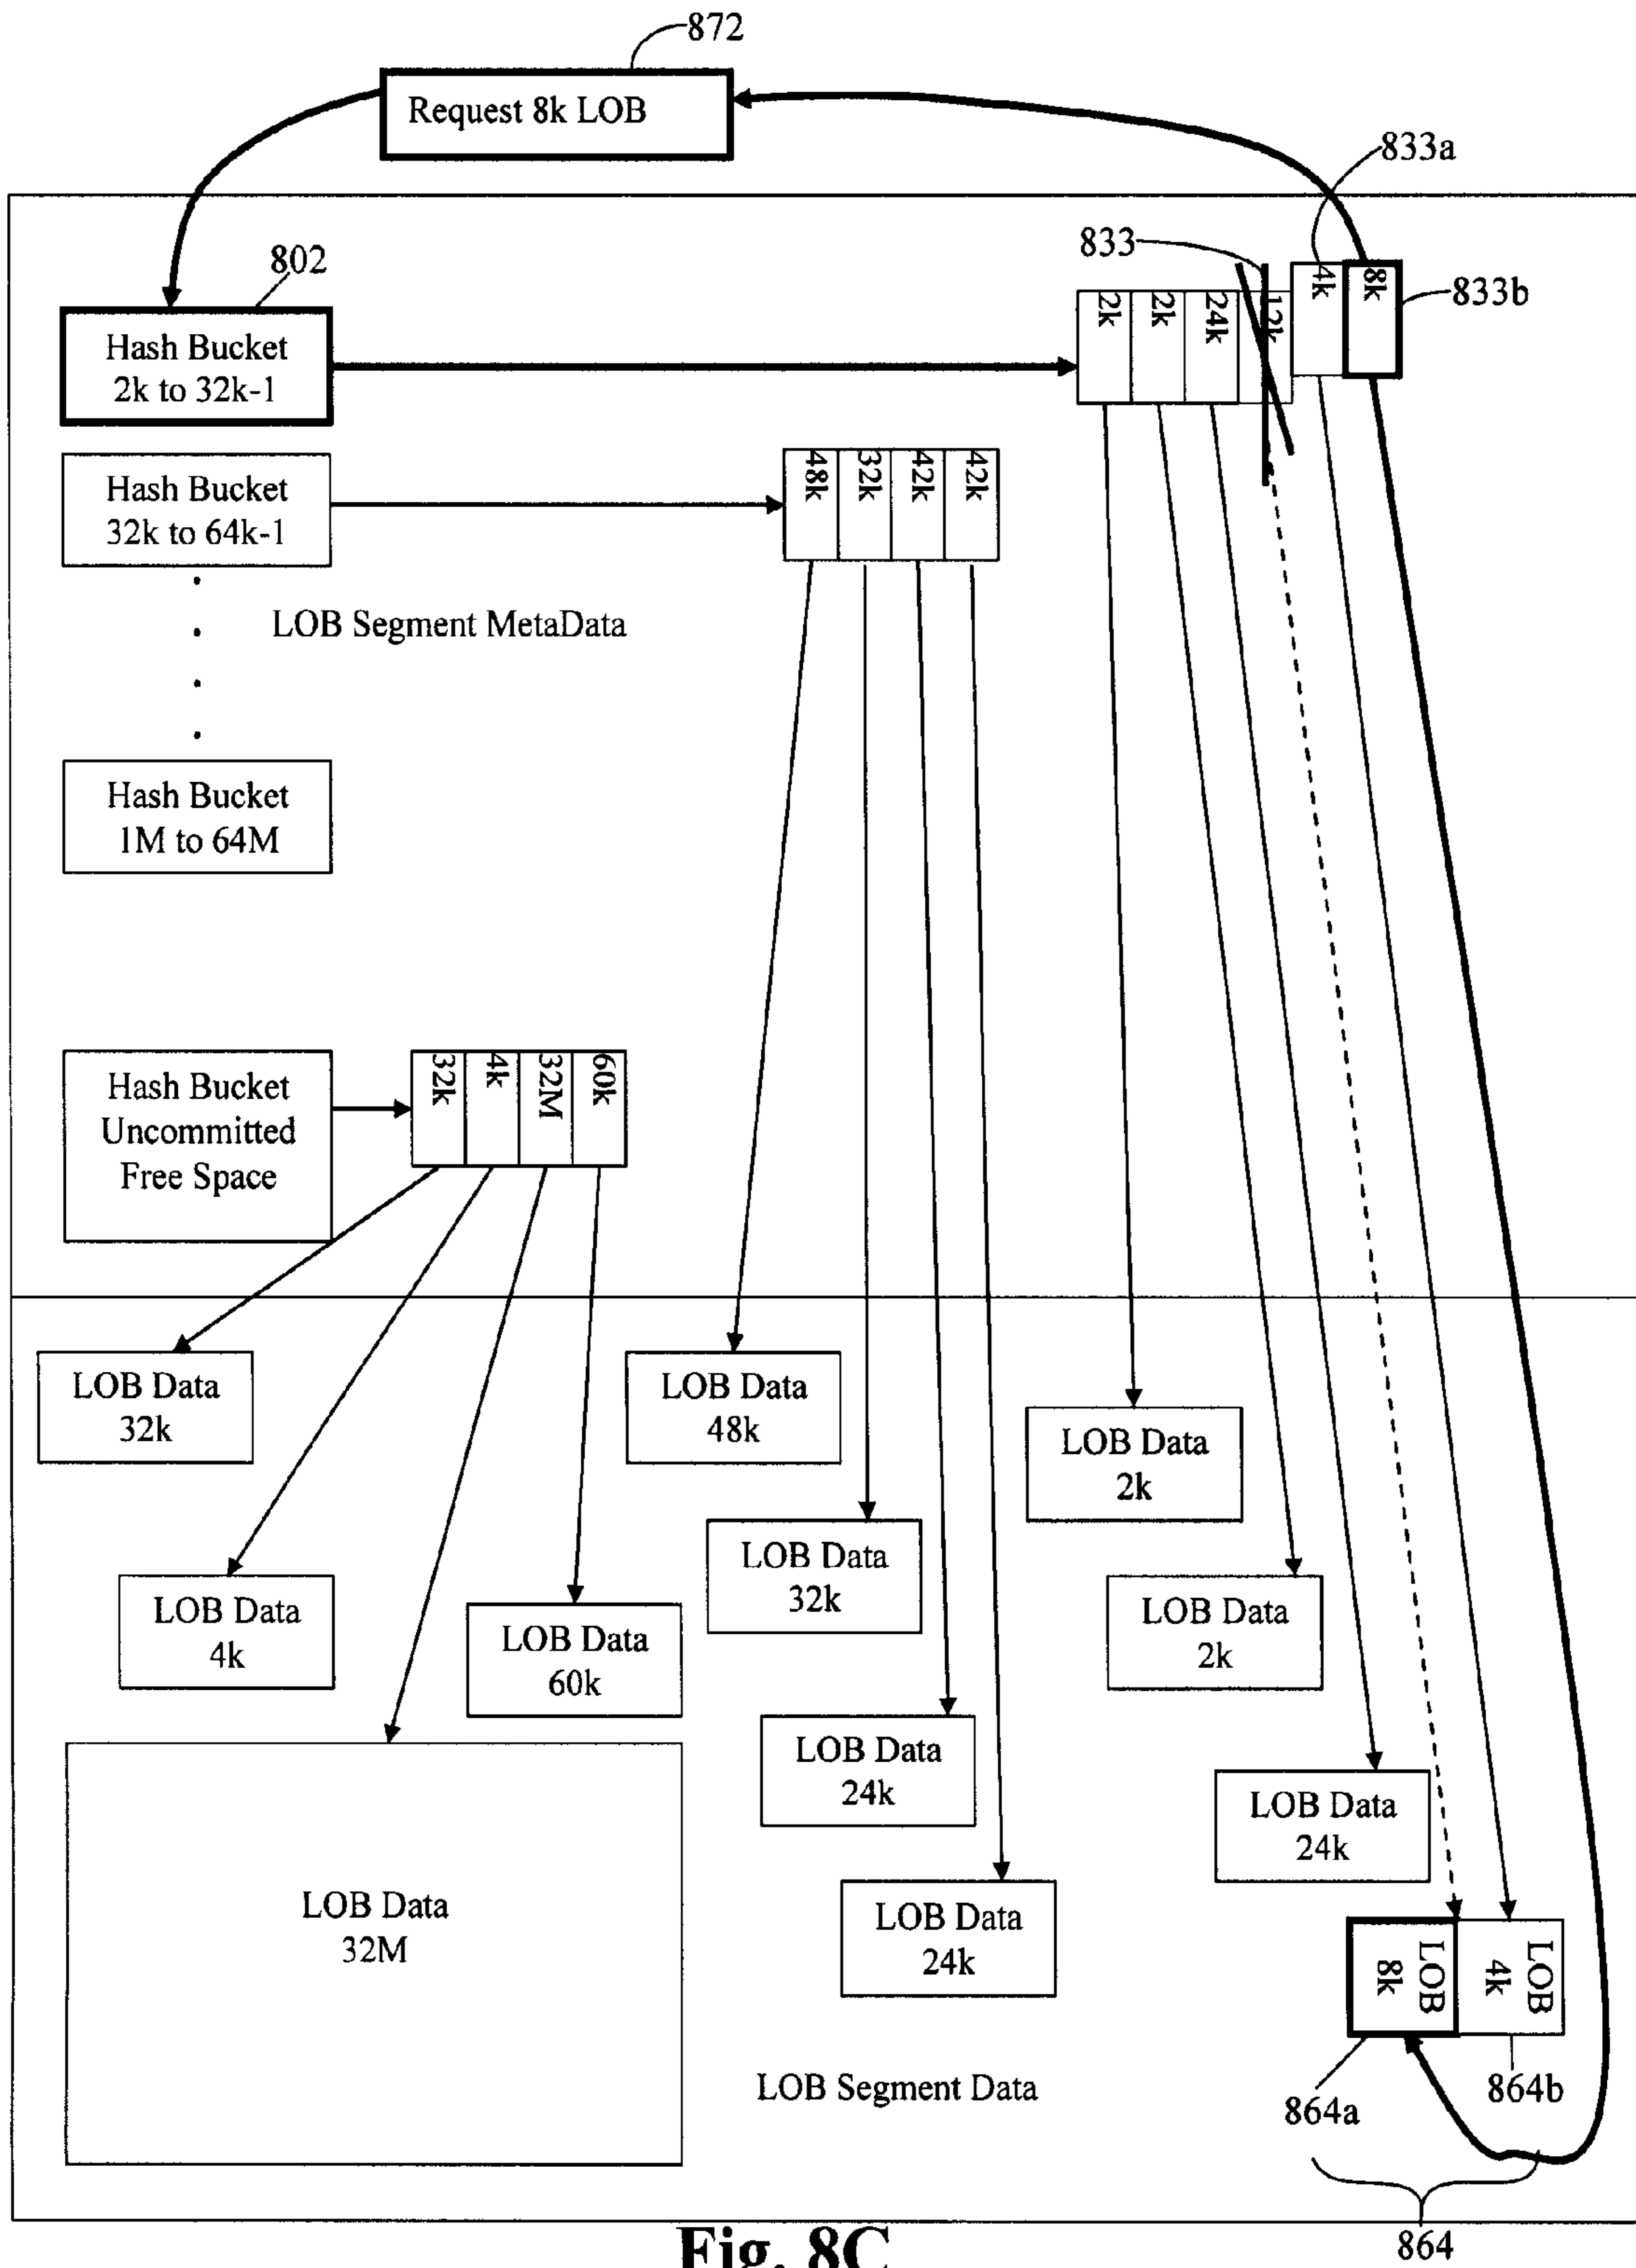 872
Request 8k LOB
833a
833
802
4k
8k
833b
2k
2k
24k
12k
Hash Bucket
2k to 32k-1
48k
32k
42k
42k
Hash Bucket
32k to 64k-1
LOB Segment MetaData
Hash Bucket
1M to 64M
32k
4k
32M
60k
Hash Bucket
Uncommitted
Free Space
LOB Data
32k
LOB Data
48k
LOB Data
2k
LOB Data
32k
LOB Data
4k
LOB Data
60k
LOB Data
2k
LOB Data
24k
LOB Data
24k
LOB Data
32M
LOB Data
24k
LOB
8k
LOB
4k
LOB Segment Data
864a
864b
864
Fig. 8C